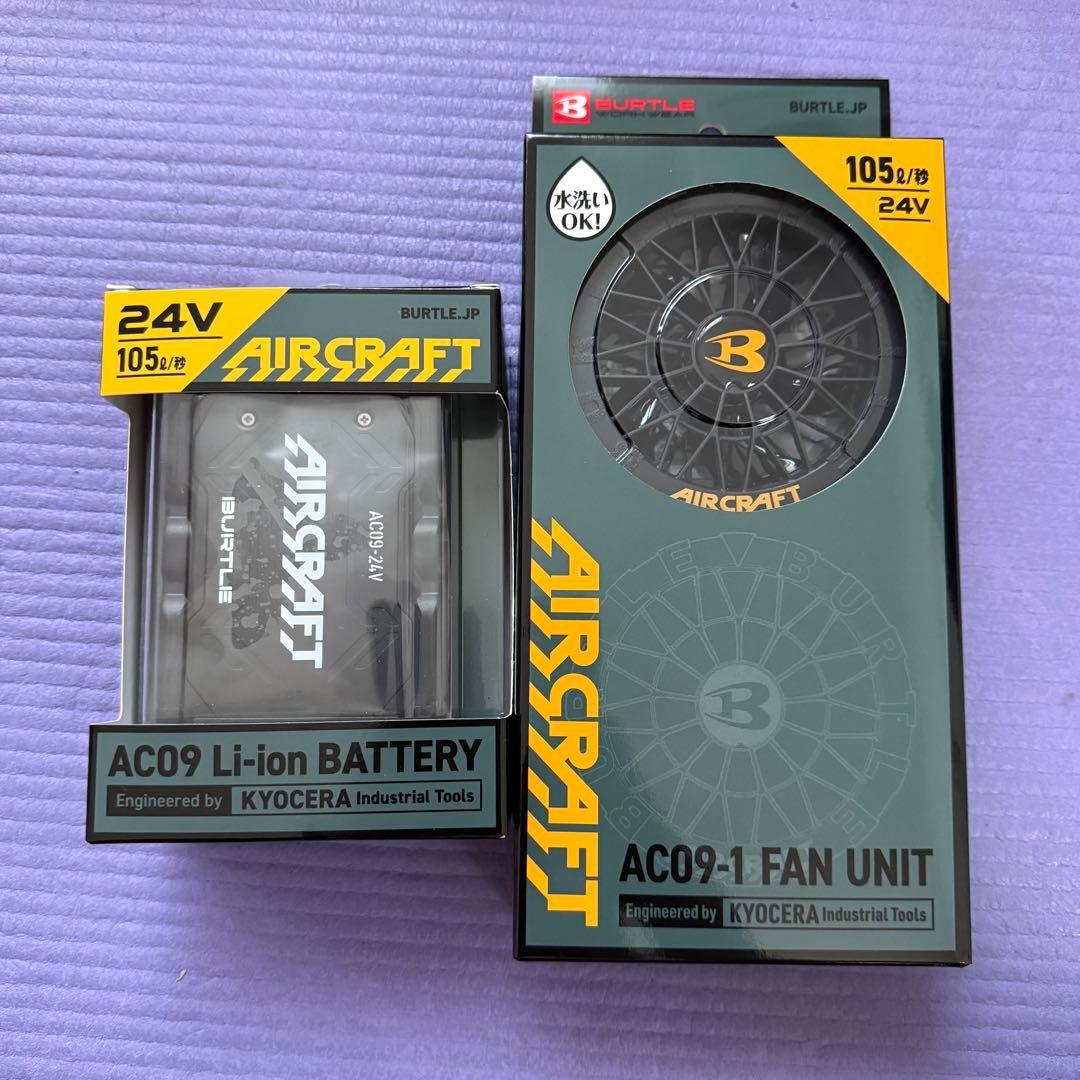 24V
105ℓ/秒
BURTLE.JP
AIRCRAFT
AIRCRAFT
AC09-24V
BURTLE
AC09 Li-ion BATTERY
Engineered by KYOCERA Industrial Tools
B BURTLE
WORKWEAR
BURTLE.JP
水洗い
OK!
105ℓ/秒
24V
B
AIRCRAFT
AIRCRAFT
B
AC09-1 FAN UNIT
Engineered by KYOCERA Industrial Tools